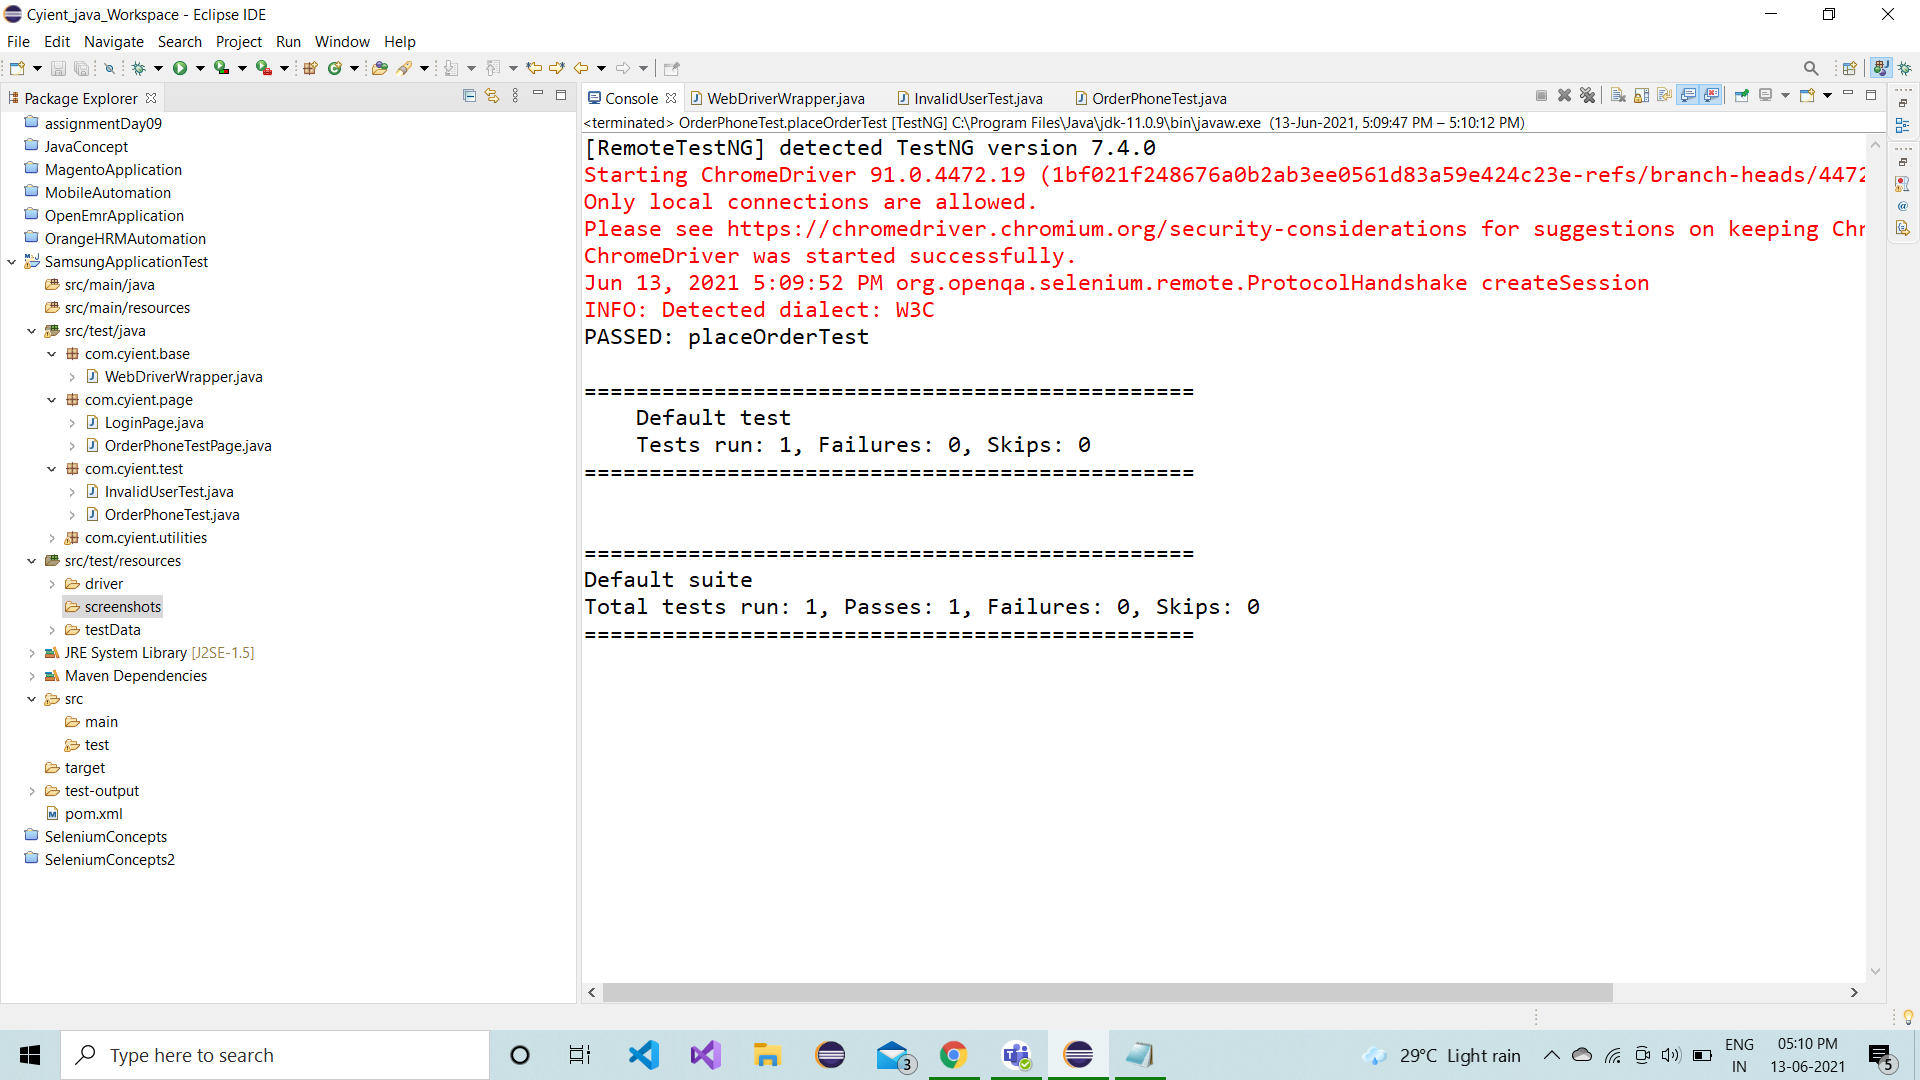 Cyient_java_Workspace - Eclipse IDE
File Edit Navigate Search Project Run Window Help
Package Explorer
assignmentDay09
JavaConcept
MagentoApplication
MobileAutomation
OpenEmrApplication
OrangeHRMAutomation
SamsungApplicationTest
src/main/java
src/main/resources
src/test/java
com.cyient.base
WebDriverWrapper.java
com.cyient.page
LoginPage.java
OrderPhoneTestPage.java
com.cyient.test
InvalidUserTest.java
OrderPhoneTest.java
com.cyient.utilities
src/test/resources
driver
screenshots
testData
JRE System Library [J2SE-1.5]
Maven Dependencies
src
main
test
target
test-output
pom.xml
SeleniumConcepts
SeleniumConcepts2
Console WebDriverWrapper.java InvalidUserTest.java OrderPhoneTest.java
<terminated> OrderPhoneTest.placeOrderTest [TestNG] C:\Program Files\Java\jdk-11.0.9\bin\javaw.exe (13-Jun-2021, 5:09:47 PM – 5:10:12 PM)
[RemoteTestNG] detected TestNG version 7.4.0
Starting ChromeDriver 91.0.4472.19 (1bf021f248676a0b2ab3ee0561d83a59e424c23e-refs/branch-heads/4472
Only local connections are allowed.
Please see https://chromedriver.chromium.org/security-considerations for suggestions on keeping Chr
ChromeDriver was started successfully.
Jun 13, 2021 5:09:52 PM org.openqa.selenium.remote.ProtocolHandshake createSession
INFO: Detected dialect: W3C
PASSED: placeOrderTest
===============================================
Default test
Tests run: 1, Failures: 0, Skips: 0
===============================================
===============================================
Default suite
Total tests run: 1, Passes: 1, Failures: 0, Skips: 0
===============================================
Type here to search
3
29°C Light rain
ENG
IN
05:10 PM
13-06-2021
5